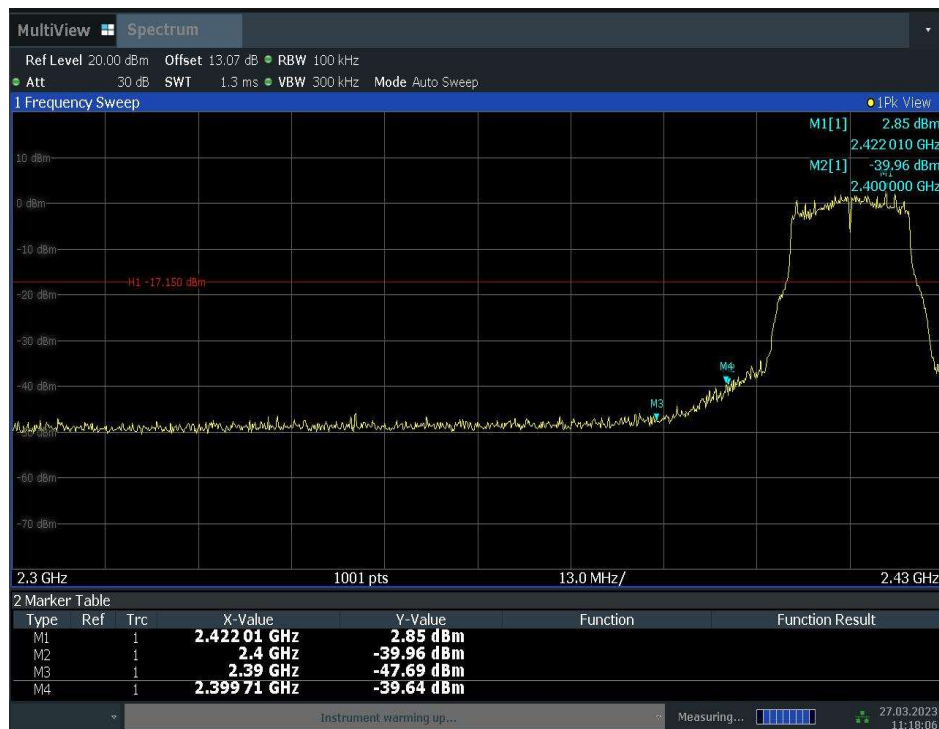 MultiView Spectrum
Ref Level 20.00 dBm Offset 13.07 dB RBW 100 kHz
Att 30 dB SWT 1.3 ms VBW 300 kHz Mode Auto Sweep
1 Frequency Sweep 1Pk View
M1[1] 2.85 dBm
2.422 010 GHz
10 dBm
M2[1] -39.96 dBm
M1
2.400 000 GHz
0 dBm
-10 dBm
H1 -17.150 dBm
-20 dBm
-30 dBm
M4
-40 dBm
M3
-50 dBm
-60 dBm
-70 dBm
2.3 GHz 1001 pts 13.0 MHz/ 2.43 GHz
2 Marker Table
Type Ref Trc X-Value Y-Value Function Function Result
M1 1 2.422 01 GHz 2.85 dBm
M2 1 2.4 GHz -39.96 dBm
M3 1 2.39 GHz -47.69 dBm
M4 1 2.399 71 GHz -39.64 dBm
Instrument warming up... Measuring... 27.03.2023
11:18:06